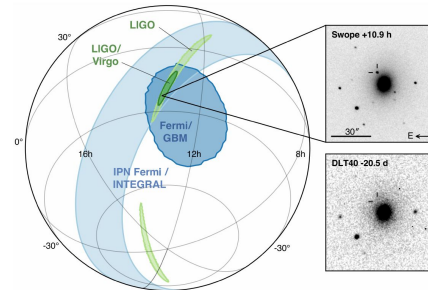 LIGO
30°
LIGO/
Virgo
Fermi/
GBM
0°
16h
12h
8h
IPN Fermi /
INTEGRAL
-30°
-30°
Swope +10.9 h
30"
E
DLT40 -20.5 d